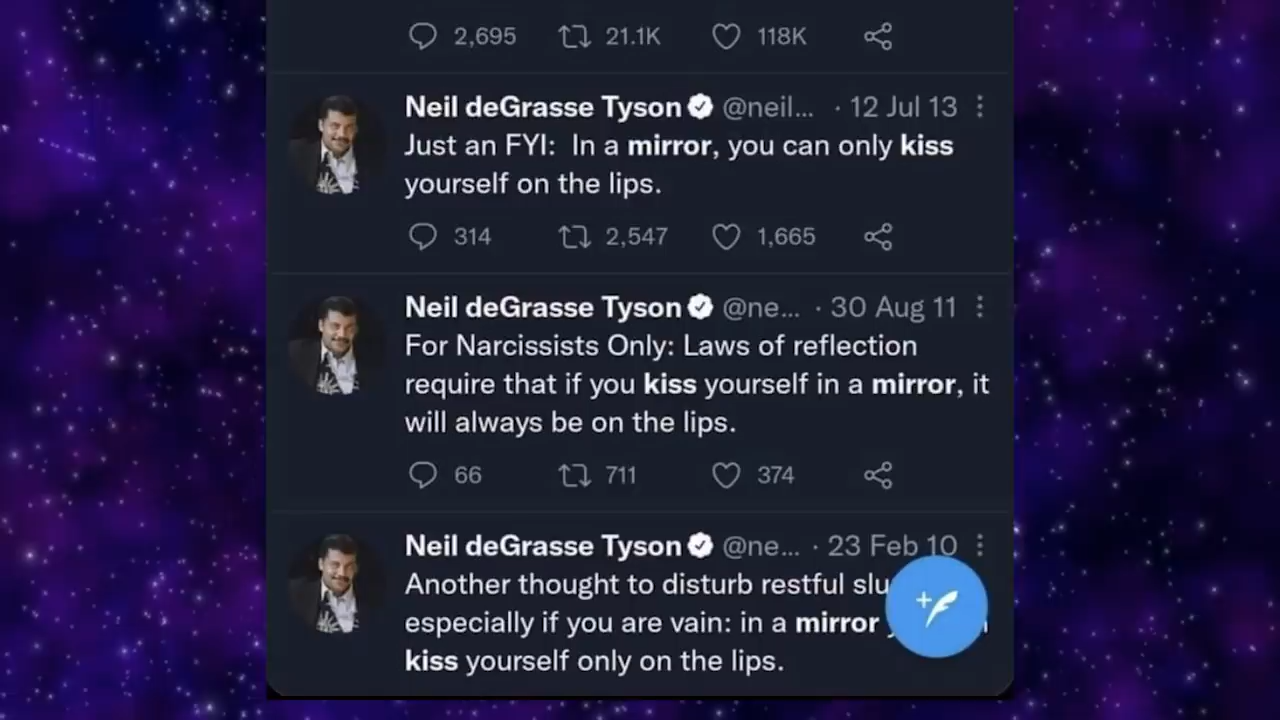 2,695 21.1K 118K
Neil deGrasse Tyson @neil... · 12 Jul 13
Just an FYI: In a mirror, you can only kiss
yourself on the lips.
314 2,547 1,665
Neil deGrasse Tyson @ne... · 30 Aug 11
For Narcissists Only: Laws of reflection
require that if you kiss yourself in a mirror, it
will always be on the lips.
66 711 374
Neil deGrasse Tyson @ne... · 23 Feb 10
Another thought to disturb restful
especially if you are vain: in a mirror
kiss yourself only on the lips.